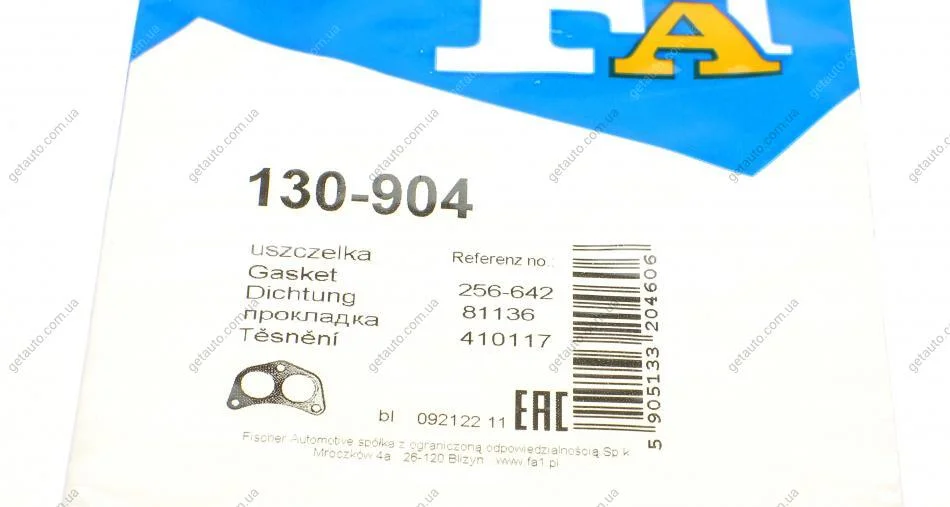 FA1
130-904
uszczelka
Gasket
Dichtung
прокладка
Těsnění
Referenz no.:
256-642
81136
410117
5 905133 204606
bl 092122 11 EAC
Fischer Automotive spółka z ograniczoną odpowiedzialnością Sp k
Mroczków 4a 26-120 Bliżyn www.fa1.pl
getauto.com.ua